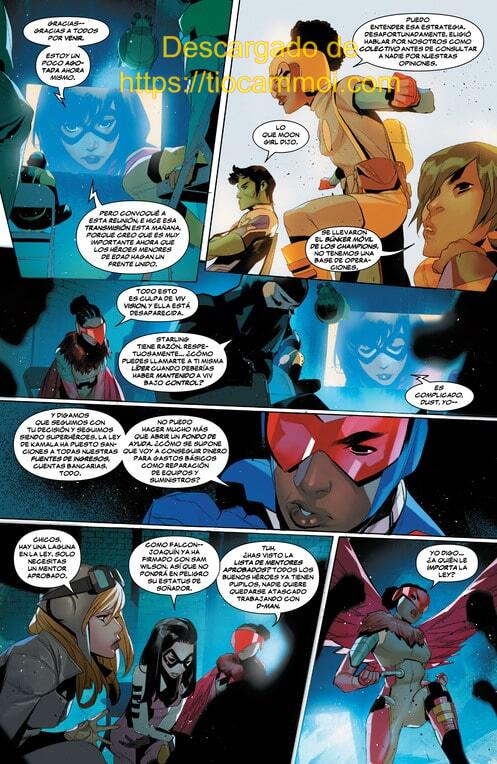 GRACIAS--
GRACIAS A TODOS
POR VENIR.
ESTOY UN
POCO AGO-
TADA AHORA
MISMO.
Descargado de
https://tiocammol.com
PERO CONVOQUÉ A
ESTA REUNIÓN, E HICE ESA
TRANSMISIÓN ESTA MAÑANA,
PORQUE CREO QUE ES MUY
IMPORTANTE AHORA QUE
LOS HÉROES MENORES
DE EDAD HAGAN UN
FRENTE UNIDO.
PUEDO
ENTENDER ESA ESTRATEGIA.
DESAFORTUNADAMENTE, ELIGIÓ
HABLAR POR NOSOTROS COMO
COLECTIVO ANTES DE CONSULTAR
A NADIE POR NUESTRAS
OPINIONES.
LO
QUE MOON
GIRL DIJO.
SE LLEVARON
EL BÚNKER MÓVIL
DE LOS CHAMPIONS.
NO TENEMOS UNA
BASE DE OPERA-
CIONES.
TODO ESTO
ES CULPA DE VIV
VISION, Y ELLA ESTÁ
DESAPARECIDA.
STARLING
TIENE RAZÓN. RESPE-
TUOSAMENTE... ¿CÓMO
PUEDES LLAMARTE A TI MISMA
LÍDER CUANDO DEBERÍAS
HABER MANTENIDO A VIV
BAJO CONTROL?
ES
COMPLICADO,
DUST, YO--
Y DIGAMOS
QUE SEGUIMOS CON
TU DECISIÓN Y SEGUIMOS
SIENDO SUPERHÉROES. LA LEY
DE KAMALA HA PUESTO SAN-
CIONES A TODAS NUESTRAS
FUENTES DE INGRESOS,
CUENTAS BANCARIAS,
TODO.
NO PUEDO
HACER MUCHO MÁS
QUE ABRIR UN FONDO DE
AYUDA. ¿CÓMO SE SUPONE
QUE VOY A CONSEGUIR DINERO
PARA GASTOS BÁSICOS
COMO REPARACIÓN
DE EQUIPOS Y
SUMINISTROS?
CHICOS,
HAY UNA LAGUNA
EN LA LEY. SOLO
NECESITAS
UN MENTOR
APROBADO.
COMO FALCON--
JOAQUÍN YA HA
FIRMADO CON SAM
WILSON. ASÍ QUE NO
PONDRÁ EN PELIGRO
SU ESTATUS DE
SOÑADOR.
TUH,
¿HAS VISTO LA
LISTA DE MENTORES
APROBADOS? TODOS LOS
BUENOS HÉROES YA TIENEN
PUPILOS, NADIE QUIERE
QUEDARSE ATASCADO
TRABAJANDO CON
D-MAN.
YO DIGO...
¿A QUIÉN LE
IMPORTA LA
LEY?